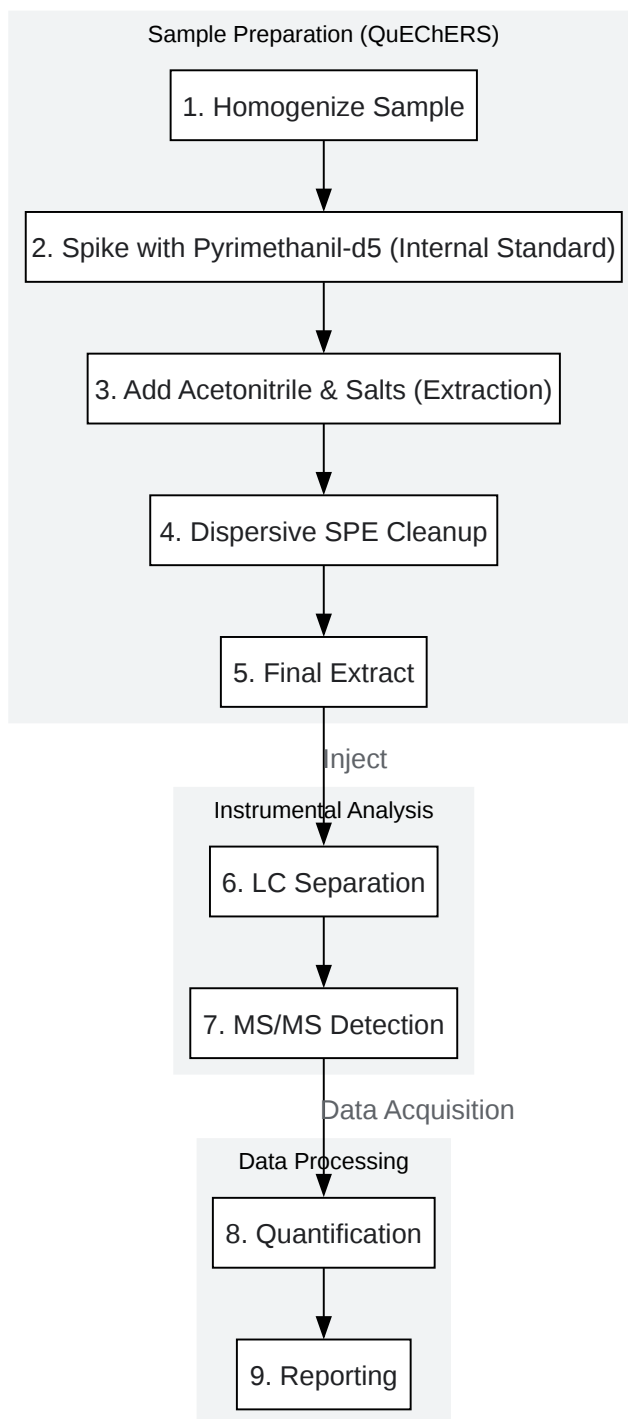 Sample Preparation (QuEChERS)
1. Homogenize Sample
2. Spike with Pyrimethanil-d5 (Internal Standard)
3. Add Acetonitrile & Salts (Extraction)
4. Dispersive SPE Cleanup
5. Final Extract
Inject
Instrumental Analysis
6. LC Separation
7. MS/MS Detection
Data Acquisition
Data Processing
8. Quantification
9. Reporting